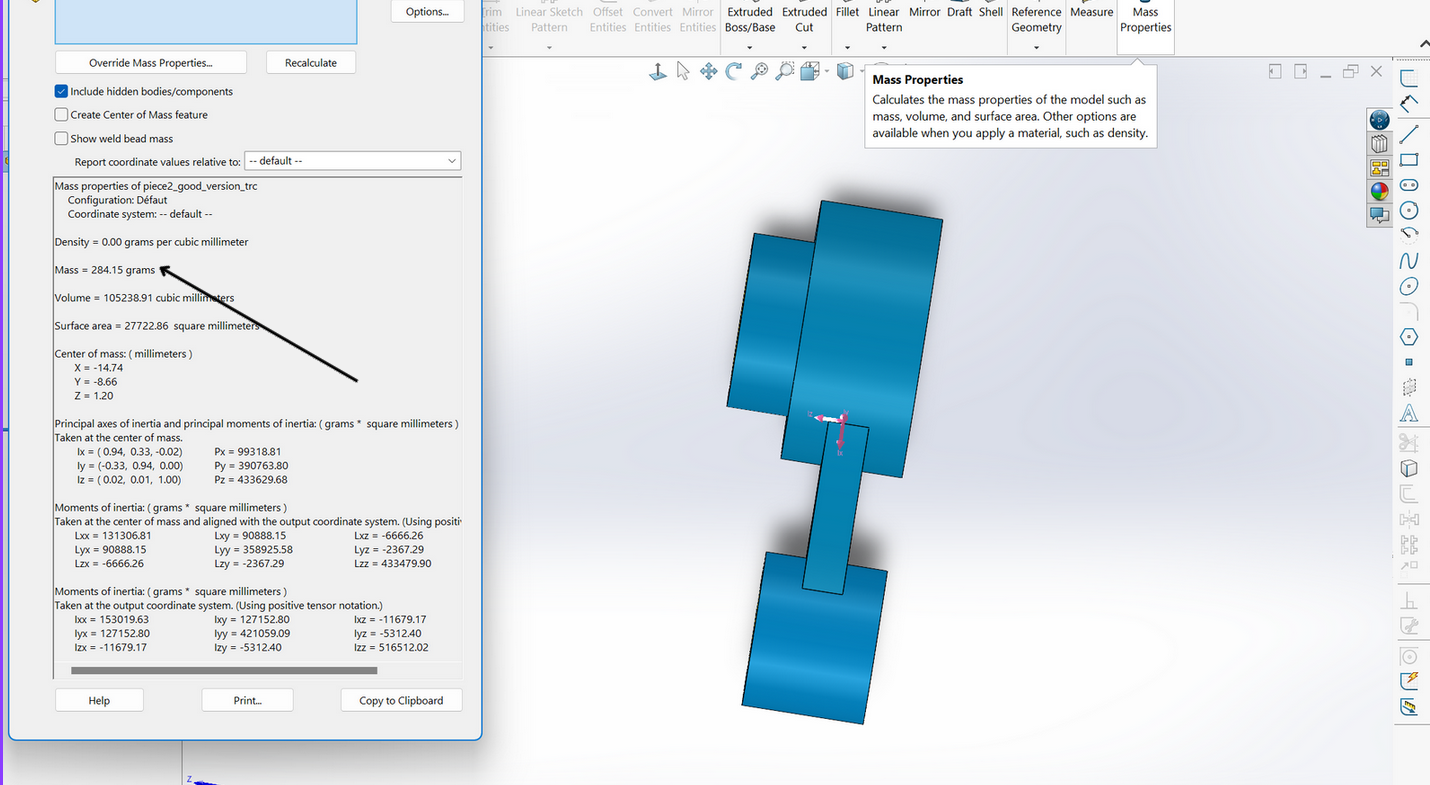 Options...
Trim Entities
Linear Sketch Pattern
Offset Entities
Convert Entities
Mirror Entities
Extruded Boss/Base
Extruded Cut
Fillet
Linear Pattern
Mirror
Draft
Shell
Reference Geometry
Measure
Mass Properties
Override Mass Properties...
Recalculate
Include hidden bodies/components
Create Center of Mass feature
Show weld bead mass
Report coordinate values relative to: -- default --
Mass properties of piece2_good_version_trc
Configuration: Défaut
Coordinate system: -- default --
Density = 0.00 grams per cubic millimeter
Mass = 284.15 grams
Volume = 105238.91 cubic millimeters
Surface area = 27722.86 square millimeters
Center of mass: ( millimeters )
X = -14.74
Y = -8.66
Z = 1.20
Principal axes of inertia and principal moments of inertia: ( grams * square millimeters )
Taken at the center of mass.
Ix = ( 0.94, 0.33, -0.02) Px = 99318.81
Iy = (-0.33, 0.94, 0.00) Py = 390763.80
Iz = ( 0.02, 0.01, 1.00) Pz = 433629.68
Moments of inertia: ( grams * square millimeters )
Taken at the center of mass and aligned with the output coordinate system. (Using positiv
Lxx = 131306.81 Lxy = 90888.15 Lxz = -6666.26
Lyx = 90888.15 Lyy = 358925.58 Lyz = -2367.29
Lzx = -6666.26 Lzy = -2367.29 Lzz = 433479.90
Moments of inertia: ( grams * square millimeters )
Taken at the output coordinate system. (Using positive tensor notation.)
Ixx = 153019.63 Ixy = 127152.80 Ixz = -11679.17
Iyx = 127152.80 Iyy = 421059.09 Iyz = -5312.40
Izx = -11679.17 Izy = -5312.40 Izz = 516512.02
Help
Print...
Copy to Clipboard
Mass Properties
Calculates the mass properties of the model such as
mass, volume, and surface area. Other options are
available when you apply a material, such as density.
Iz
Ix
Z